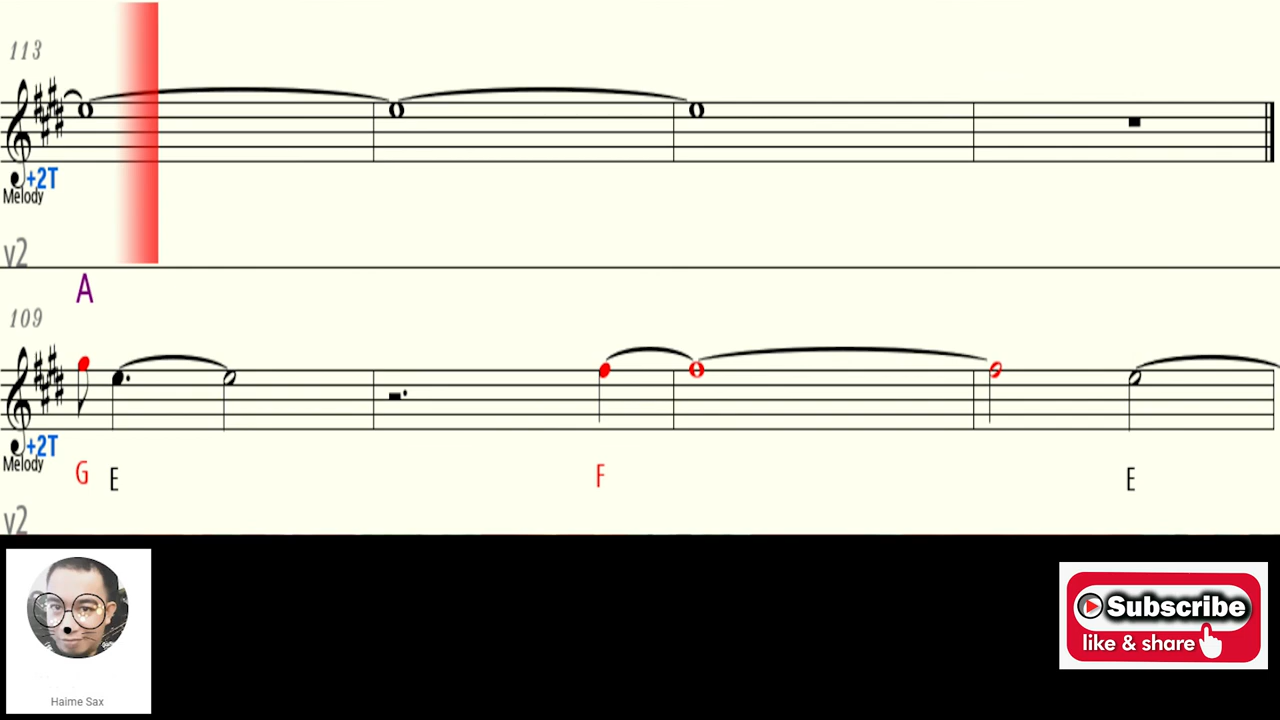 113
+2T
Melody
v2
A
109
+2T
Melody
G E F E
v2
Haime Sax
Subscribe
like & share